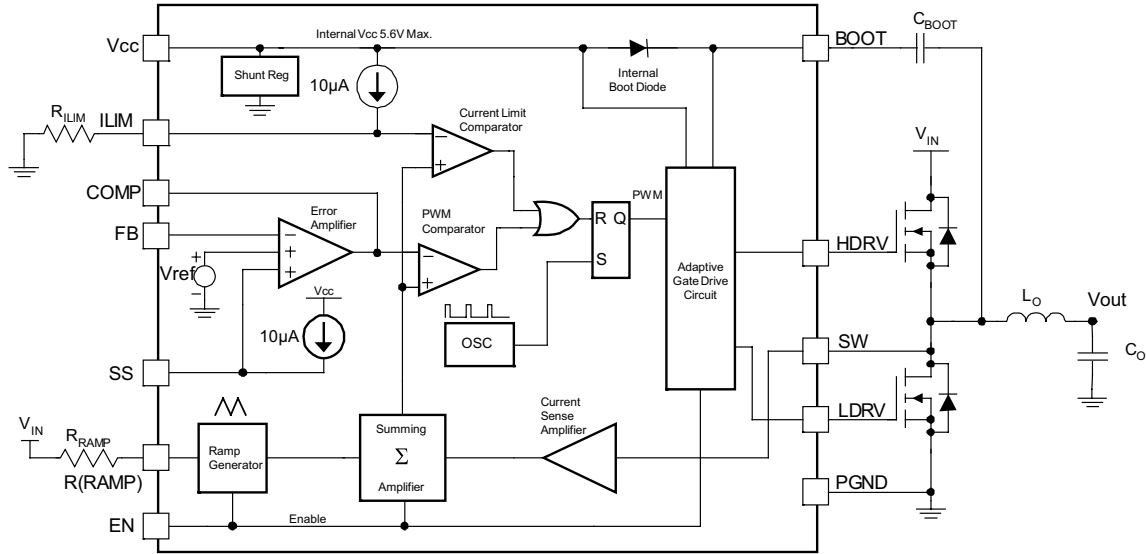 Vcc
Internal Vcc 5.6V Max.
BOOT
CBOOT
Shunt Reg
10µA
Internal
Boot Diode
RILIM
ILIM
Current Limit
Comparator
−
+
VIN
COMP
Error
Amplifier
PWM
Comparator
R Q
S
PWM
FB
−
+
+
−
+
Vref
+
−
HDRV
Adaptive
Gate Drive
Circuit
Vcc
10µA
OSC
LO
Vout
SW
CO
SS
LDRV
VIN
RRAMP
R(RAMP)
Ramp
Generator
Summing
Σ
Amplifier
Current
Sense
Amplifier
PGND
EN
Enable